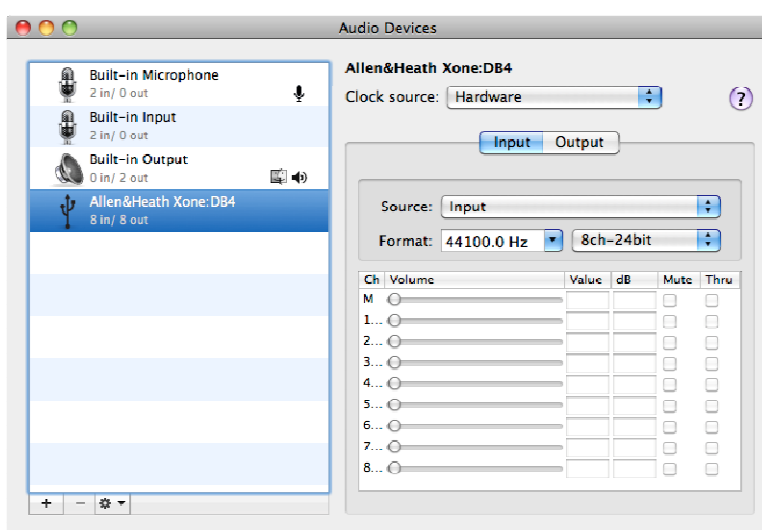 Audio Devices
Built-in Microphone
2 in/ 0 out
Built-in Input
2 in/ 0 out
Built-in Output
0 in/ 2 out
Allen&Heath Xone:DB4
8 in/ 8 out
+ −
Allen&Heath Xone:DB4
Clock source: Hardware
?
Input Output
Source: Input
Format: 44100.0 Hz 8ch-24bit
Ch Volume Value dB Mute Thru
M
1...
2...
3...
4...
5...
6...
7...
8...